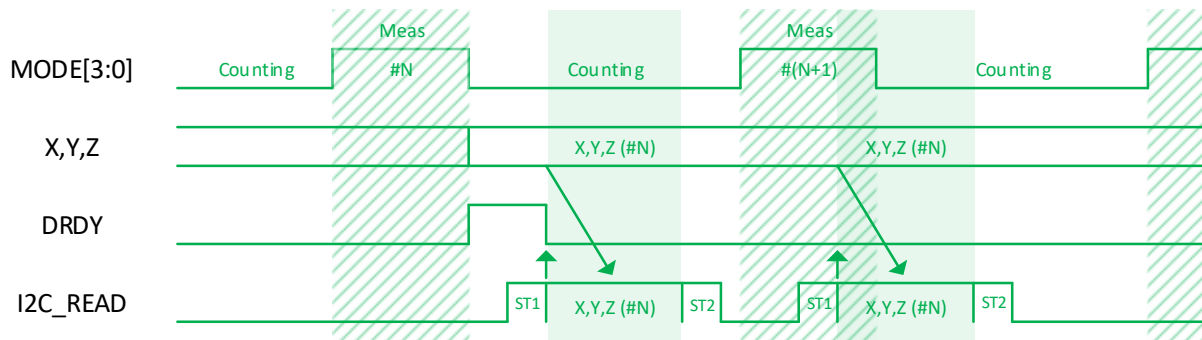 Meas Meas
MODE[3:0] Counting #N Counting #(N+1) Counting
X,Y,Z X,Y,Z (#N) X,Y,Z (#N)
DRDY
I2C_READ ST1 X,Y,Z (#N) ST2 ST1 X,Y,Z (#N) ST2